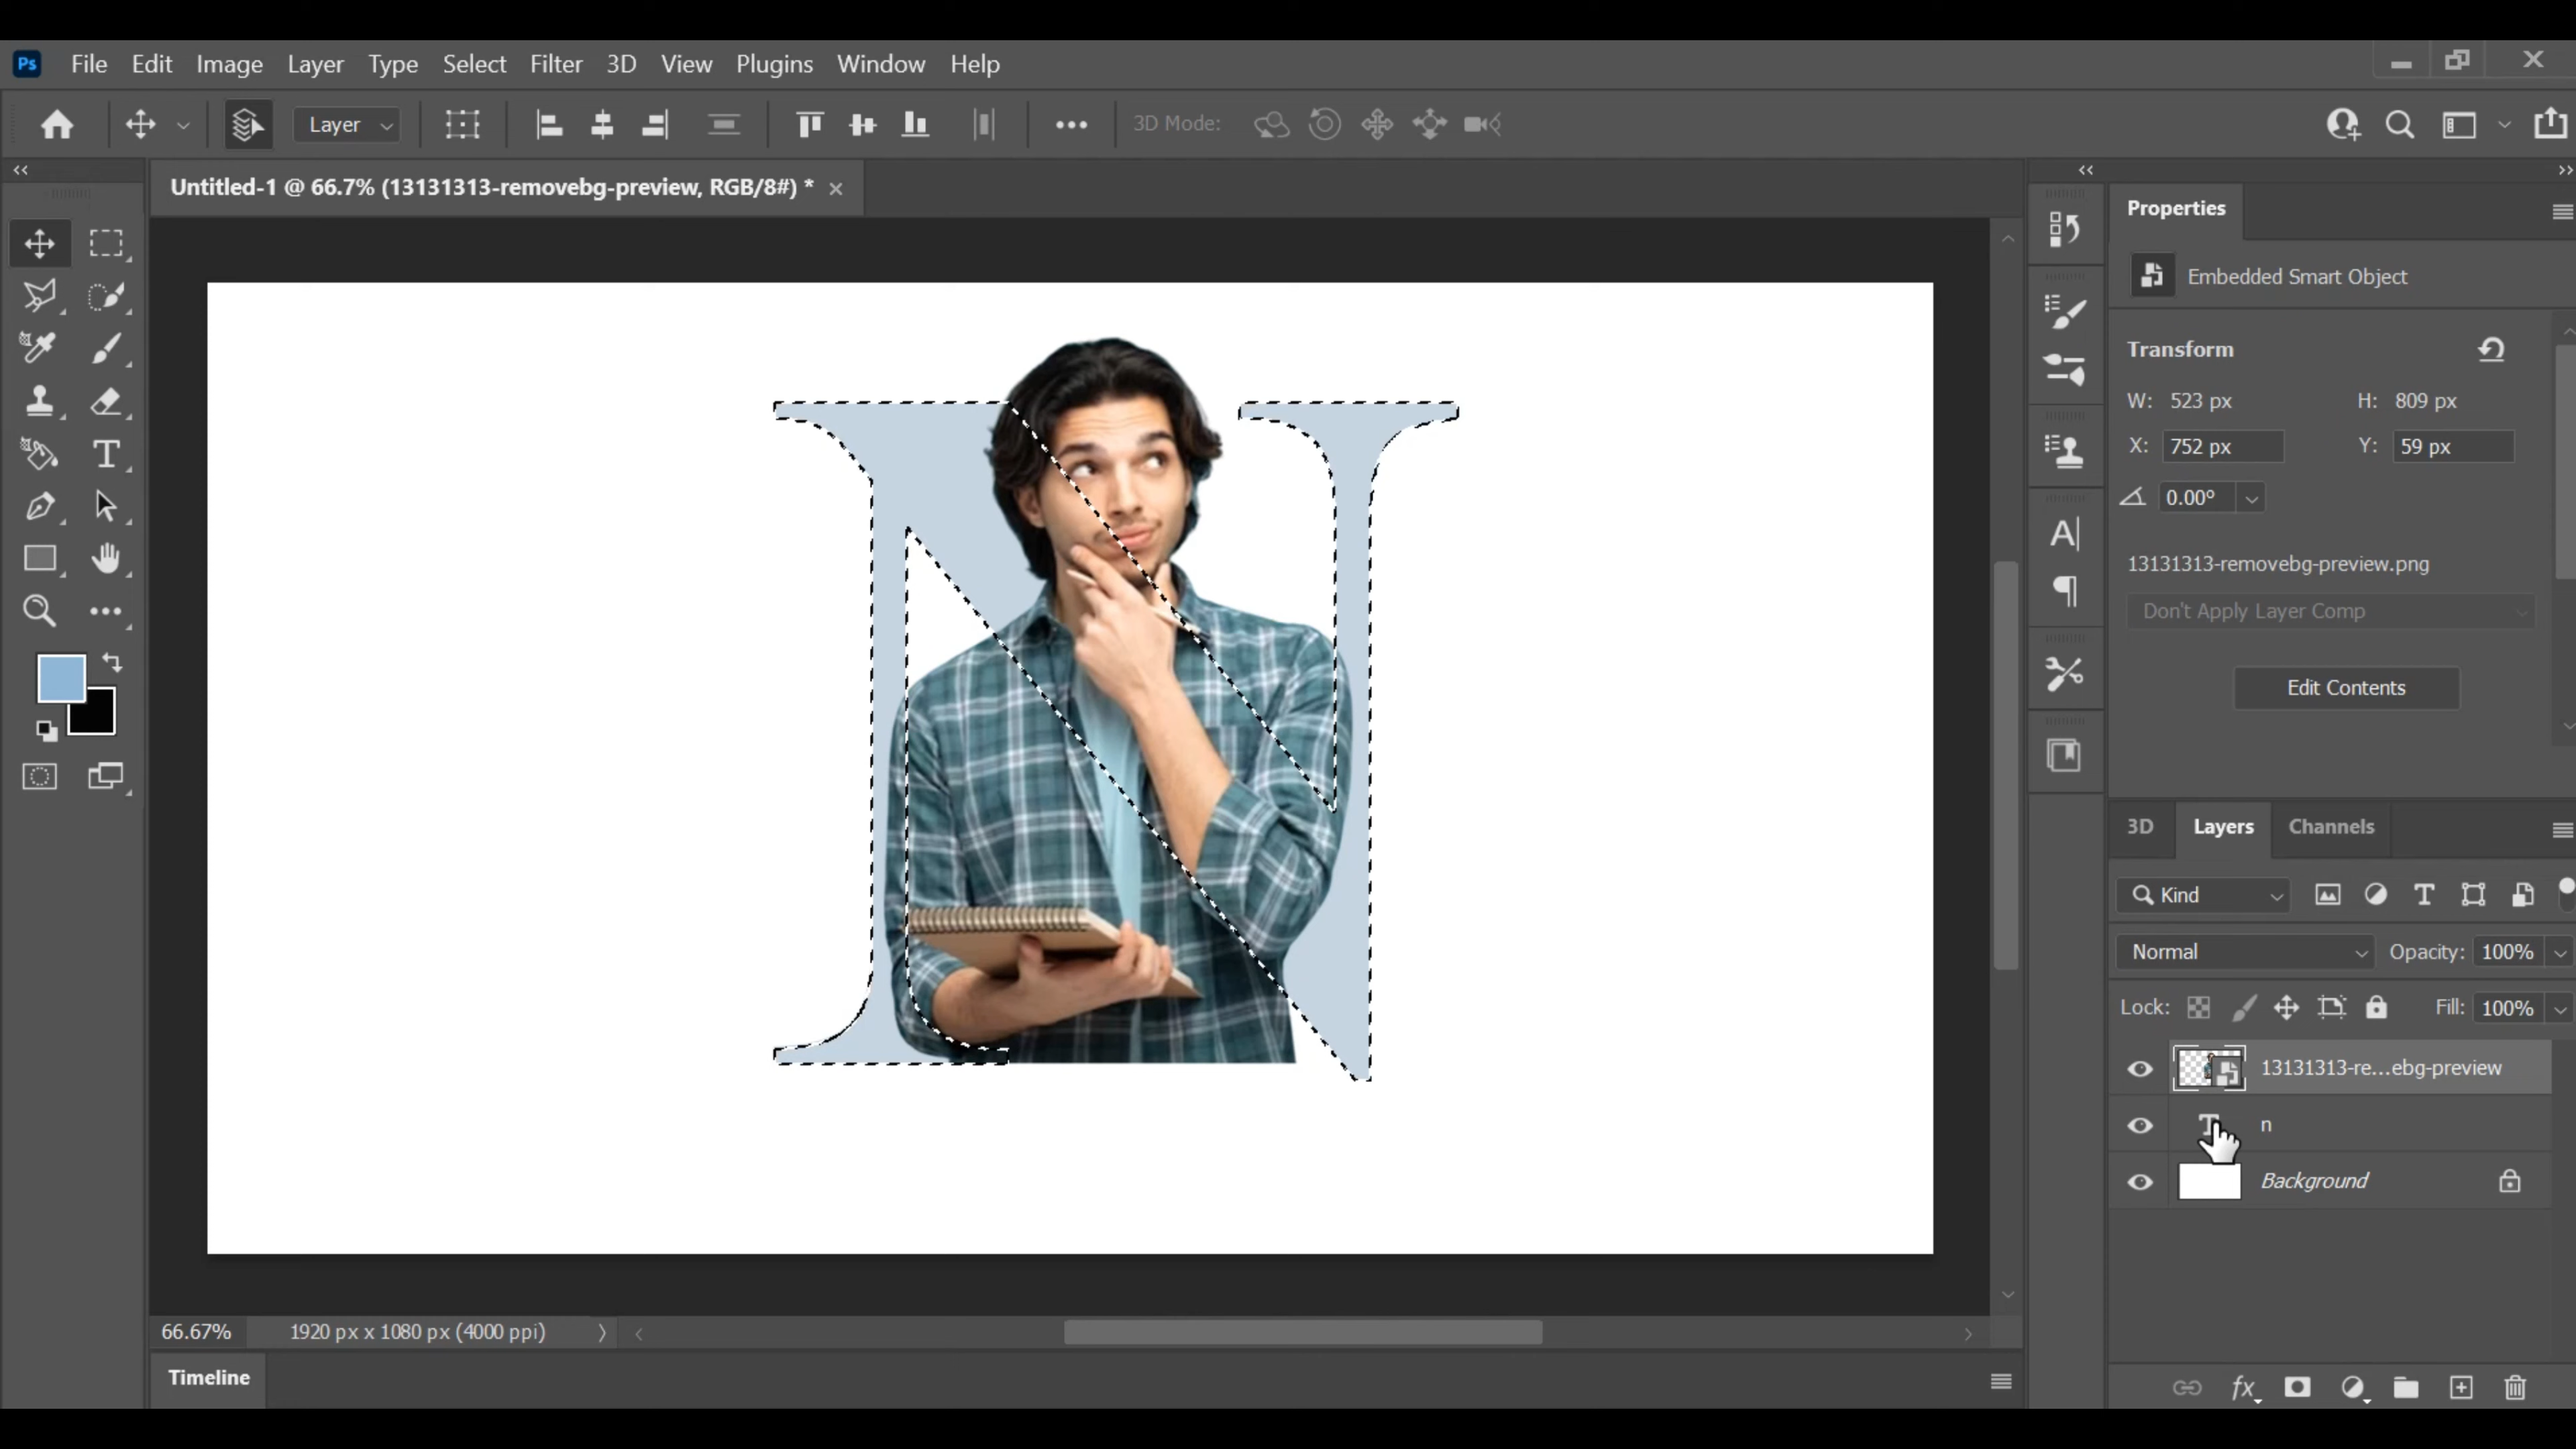 Ps File Edit Image Layer Type Select Filter 3D View Plugins Window Help
Layer 3D Mode:
Untitled-1 @ 66.7% (13131313-removebg-preview, RGB/8#) * ×
Properties
Embedded Smart Object
Transform
W: 523 px H: 809 px
X: 752 px Y: 59 px
0.00°
13131313-removebg-preview.png
Don't Apply Layer Comp
Edit Contents
N
3D Layers Channels
Kind
Normal Opacity: 100%
Lock: Fill: 100%
13131313-re...ebg-preview
n
Background
fx
66.67% 1920 px x 1080 px (4000 ppi)
Timeline